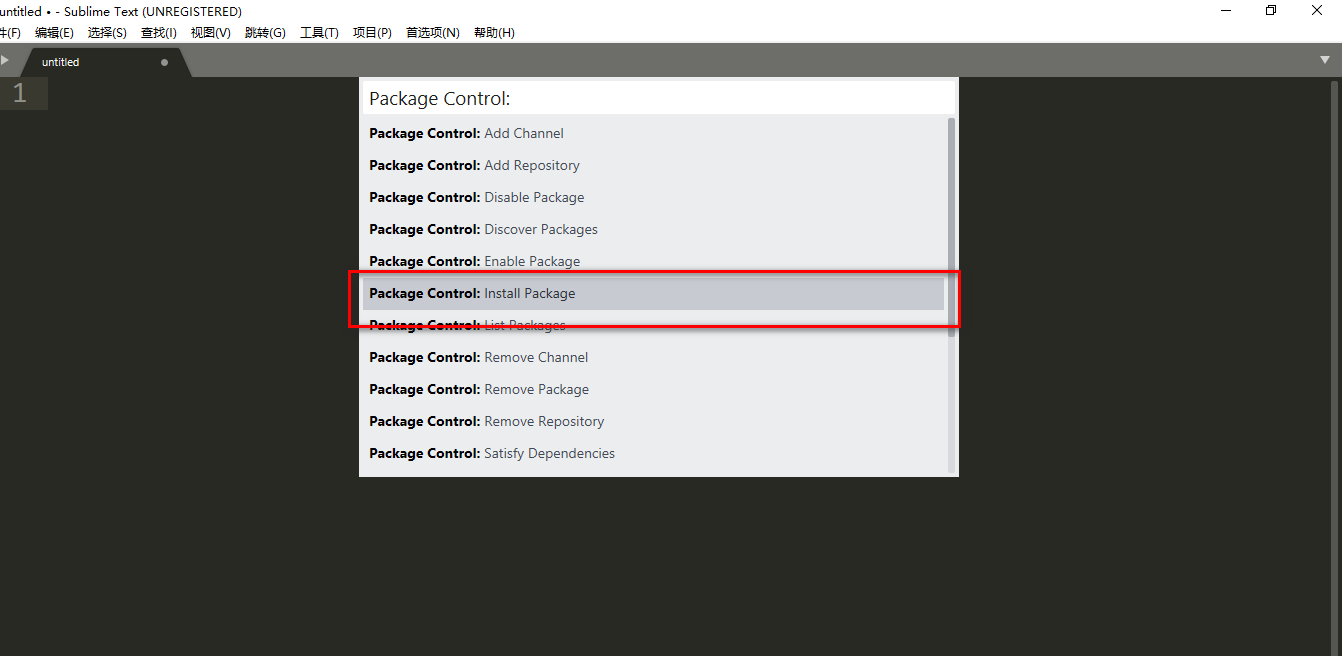 untitled • - Sublime Text (UNREGISTERED)
件(F) 编辑(E) 选择(S) 查找(I) 视图(V) 跳转(G) 工具(T) 项目(P) 首选项(N) 帮助(H)
untitled
1
Package Control:
Package Control: Add Channel
Package Control: Add Repository
Package Control: Disable Package
Package Control: Discover Packages
Package Control: Enable Package
Package Control: Install Package
Package Control: List Packages
Package Control: Remove Channel
Package Control: Remove Package
Package Control: Remove Repository
Package Control: Satisfy Dependencies